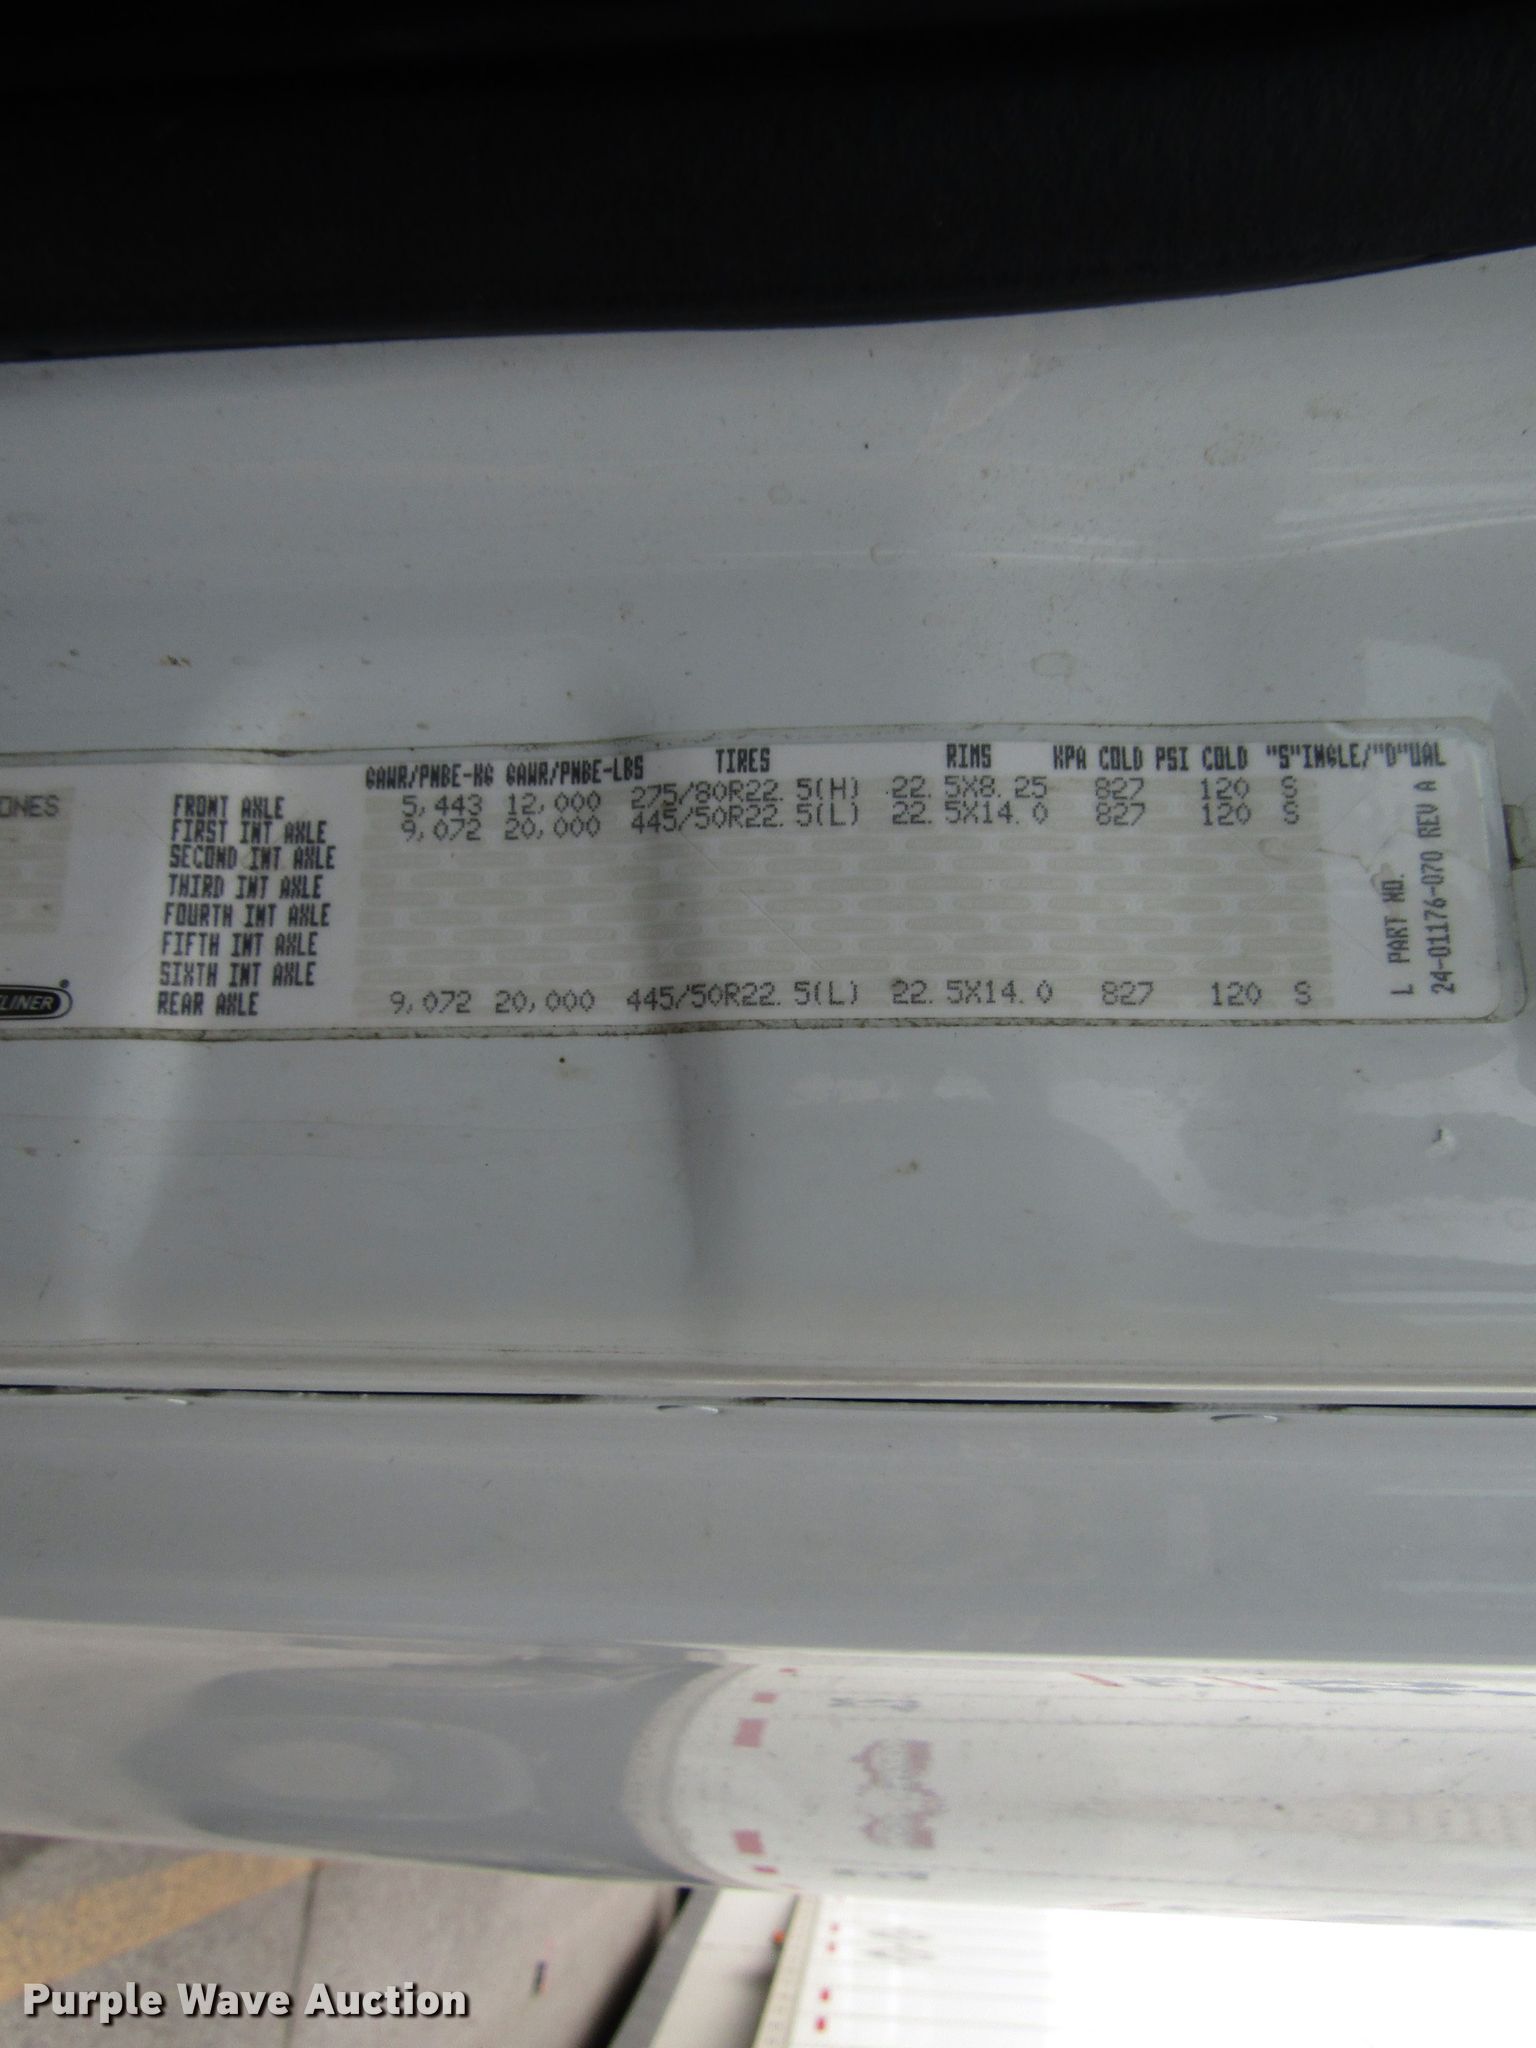 GAWR/PNBE-KG GAWR/PNBE-LBS TIRES RIMS KPA COLD PSI COLD "S"INGLE/"D"UAL
FRONT AXLE 5,443 12,000 275/80R22.5(H) 22.5X8.25 827 120 S
FIRST INT AXLE 9,072 20,000 445/50R22.5(L) 22.5X14.0 827 120 S
SECOND INT AXLE
THIRD INT AXLE
FOURTH INT AXLE
FIFTH INT AXLE
SIXTH INT AXLE
REAR AXLE 9,072 20,000 445/50R22.5(L) 22.5X14.0 827 120 S
ONES
LINER
L PART NO.
24-01176-070 REV A
Purple Wave Auction